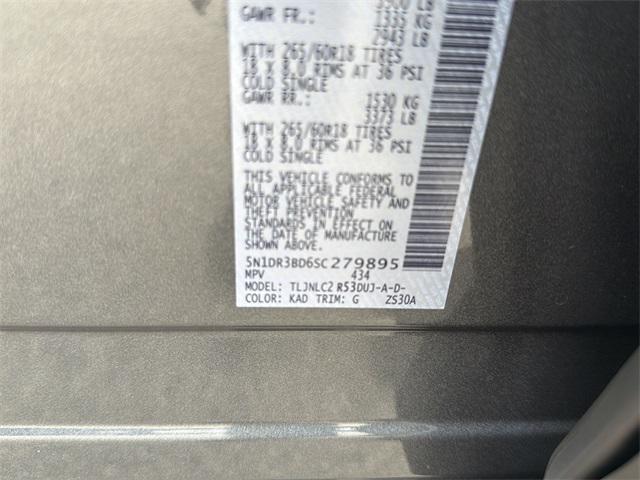 3500 LB
GAWR FR.: 1335 KG
2943 LB
WITH 265/60R18 TIRES
18 X 8.0 RIMS AT 36 PSI
COLD SINGLE
GAWR RR.: 1530 KG
3373 LB
WITH 265/60R18 TIRES
18 X 8.0 RIMS AT 36 PSI
COLD SINGLE
THIS VEHICLE CONFORMS TO
ALL APPLICABLE FEDERAL
MOTOR VEHICLE SAFETY AND
THEFT PREVENTION
STANDARDS IN EFFECT ON
THE DATE OF MANUFACTURE
SHOWN ABOVE.
5N1DR3BD6SC279895
MPV 434
MODEL: TLJNLC2 R53DUJ-A-D-
COLOR: KAD TRIM: G ZS30A